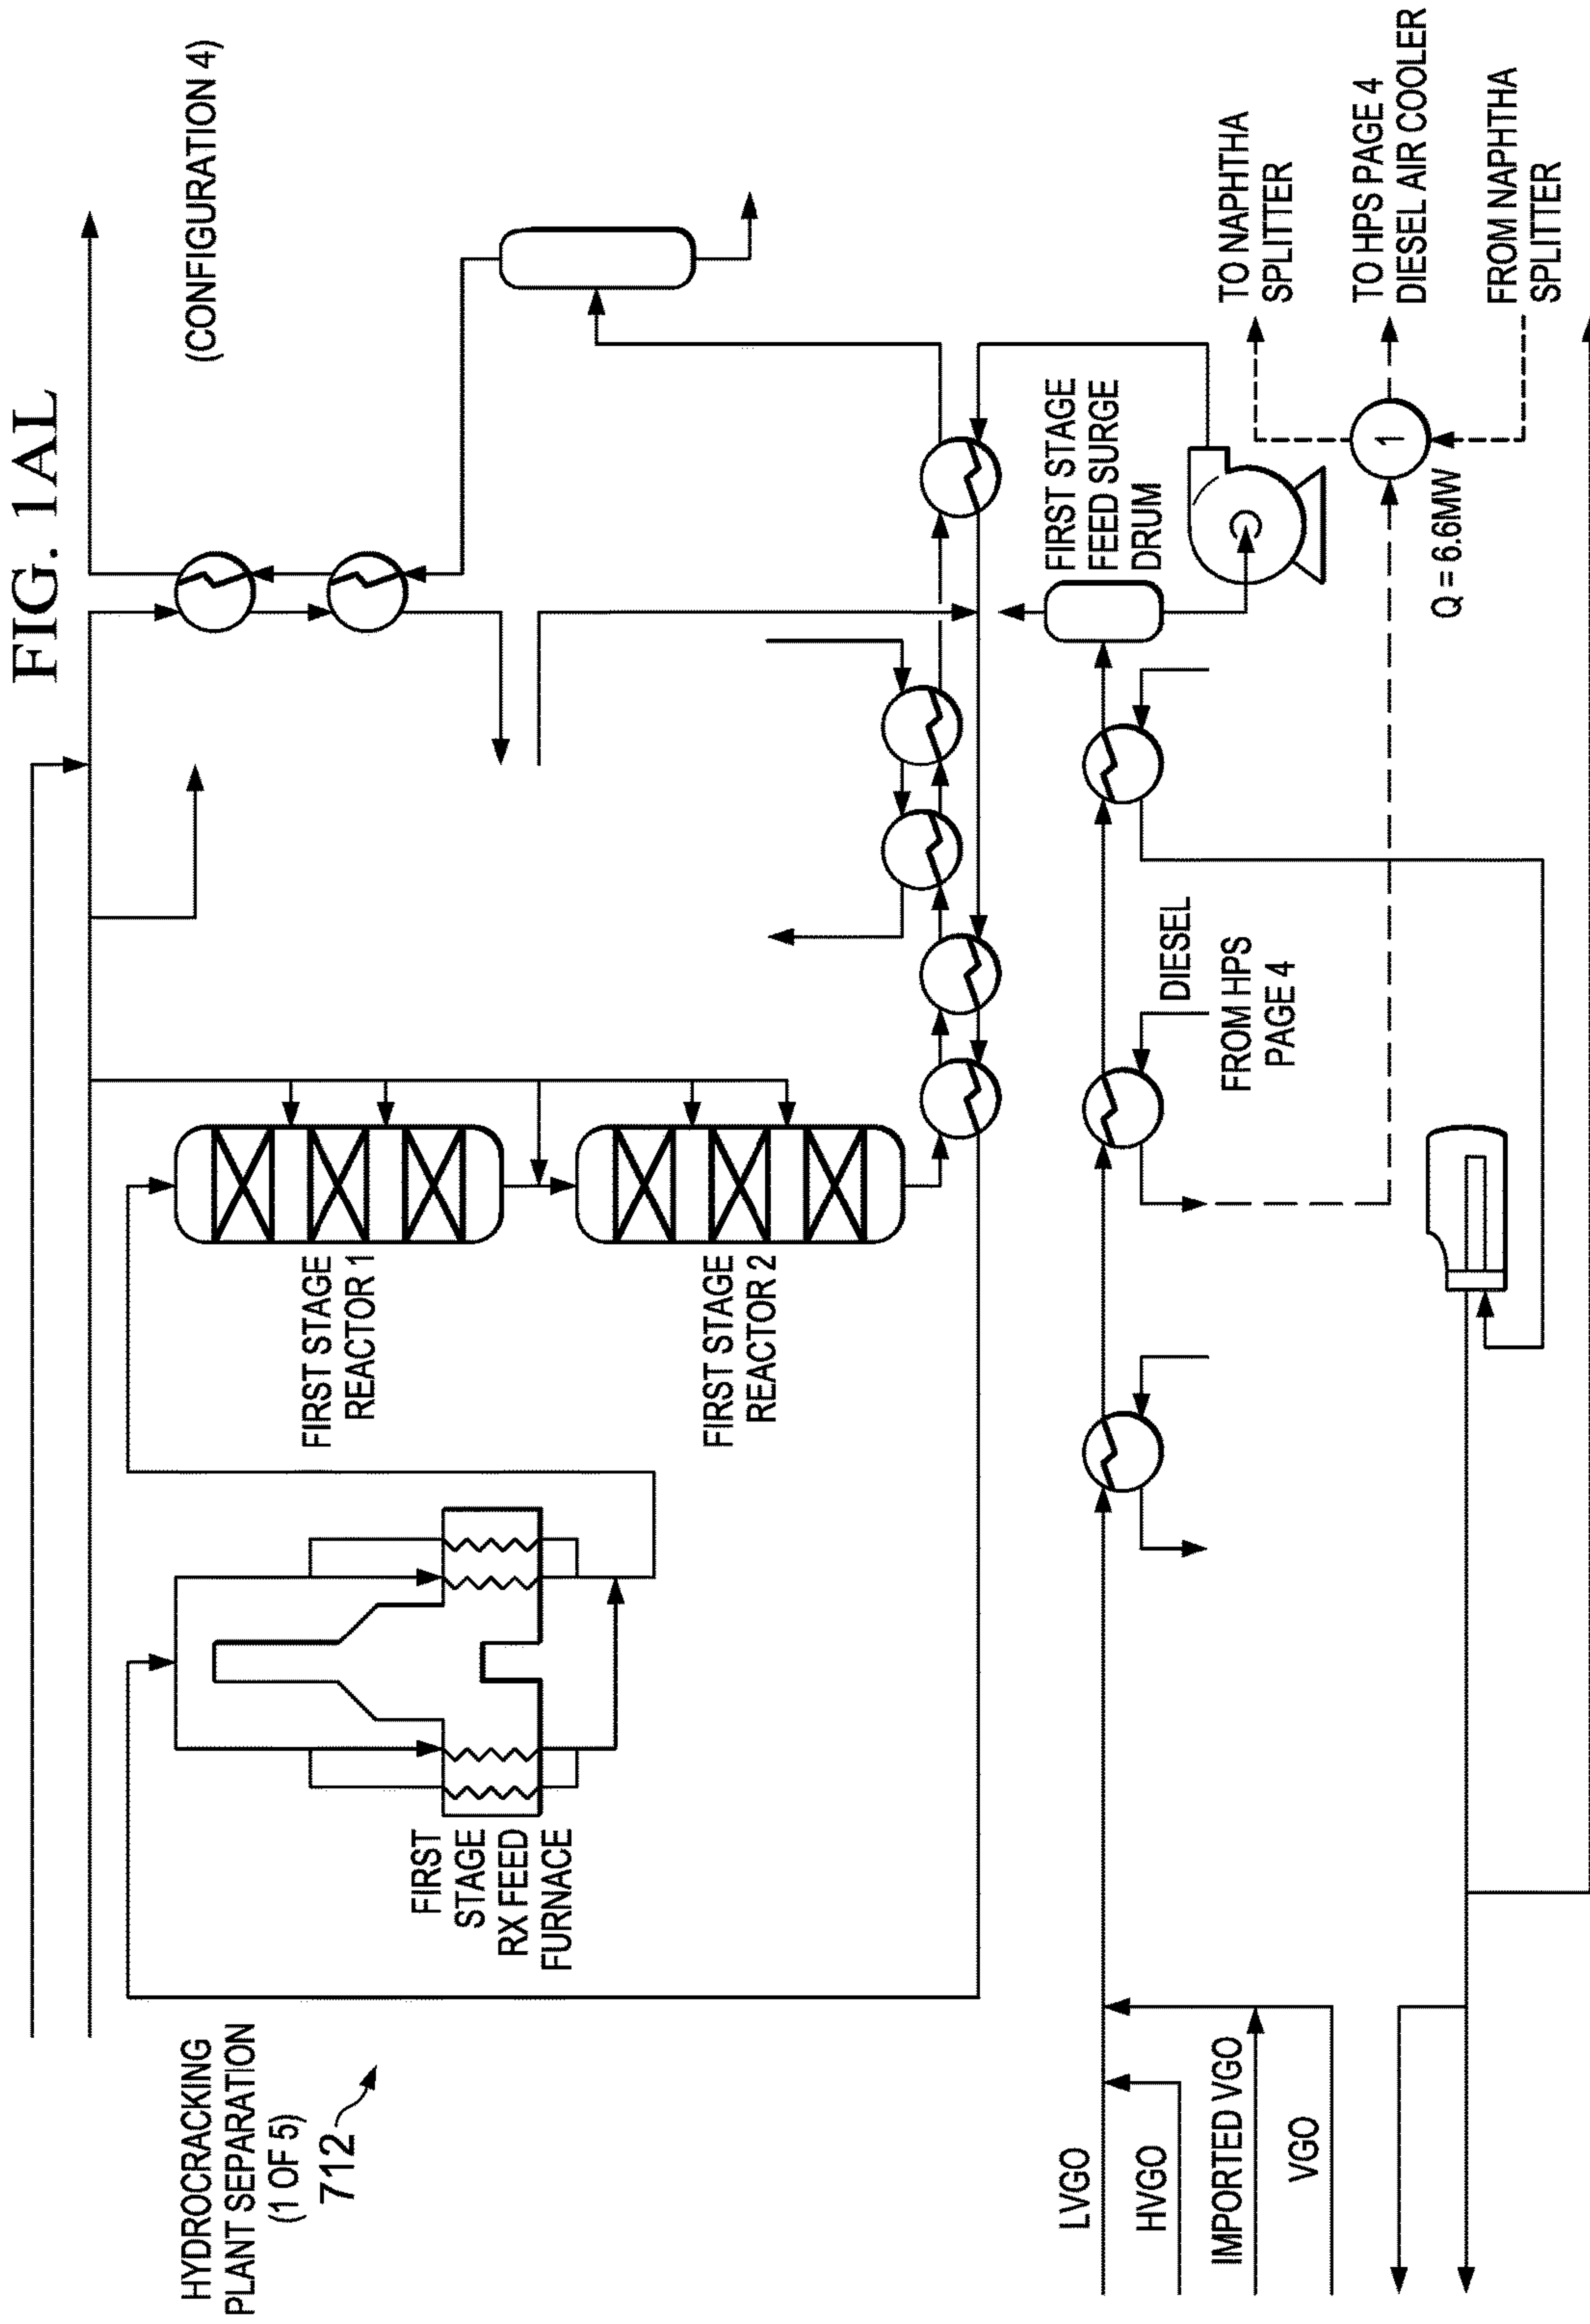 FIG. 1AL
(CONFIGURATION 4)
HYDROCRACKING
PLANT SEPARATION
(1 OF 5)
712
FIRST
STAGE
RX FEED
FURNACE
FIRST STAGE
REACTOR 1
FIRST STAGE
REACTOR 2
FIRST STAGE
FEED SURGE
DRUM
LVGO
HVGO
IMPORTED VGO
VGO
DIESEL
FROM HPS
PAGE 4
1
Q = 6.6MW
TO NAPHTHA
SPLITTER
TO HPS PAGE 4
DIESEL AIR COOLER
FROM NAPHTHA
SPLITTER